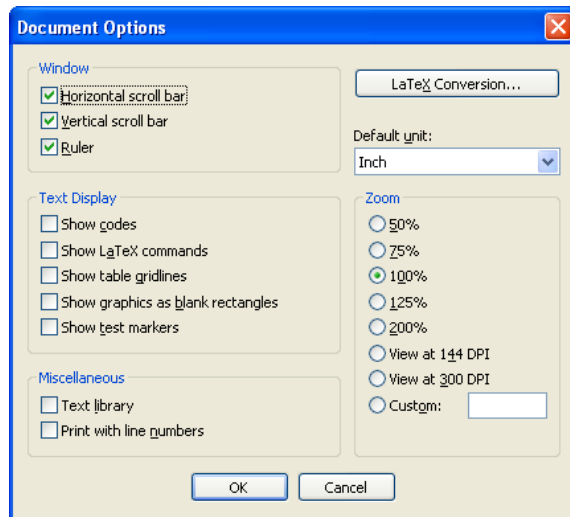 Document Options
Window
Horizontal scroll bar
Vertical scroll bar
Ruler
LaTeX Conversion...
Default unit:
Inch
Text Display
Show codes
Show LaTeX commands
Show table gridlines
Show graphics as blank rectangles
Show test markers
Zoom
50%
75%
100%
125%
200%
View at 144 DPI
View at 300 DPI
Custom:
Miscellaneous
Text library
Print with line numbers
OK
Cancel